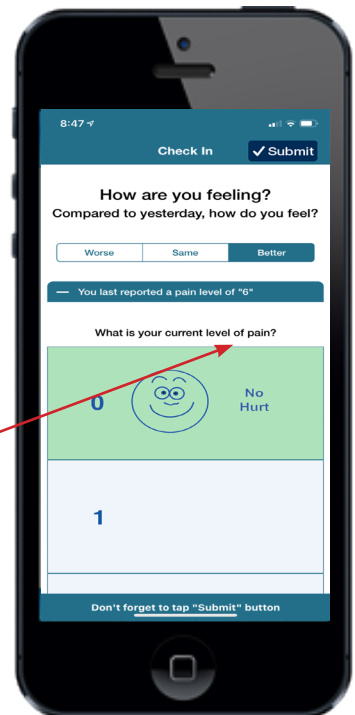 8:47
Check In
✓ Submit
How are you feeling?
Compared to yesterday, how do you feel?
Worse Same Better
— You last reported a pain level of "6"
What is your current level of pain?
0
No
Hurt
1
Don't forget to tap "Submit" button